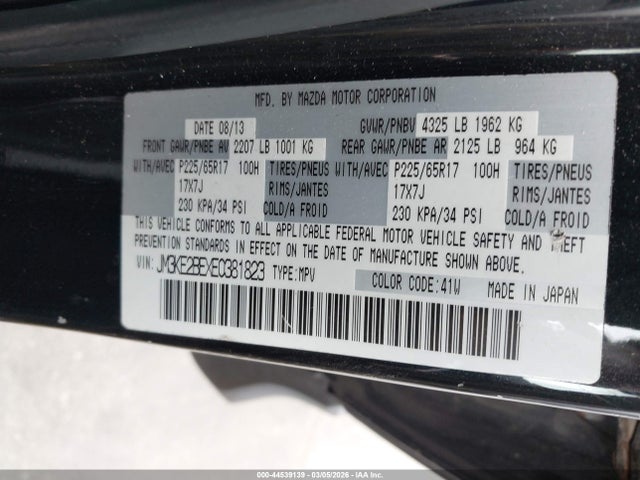 MFD. BY MAZDA MOTOR CORPORATION
DATE 08/13 GVWR/PNBV 4325 LB 1962 KG
FRONT GAWR/PNBE AV 2207 LB 1001 KG REAR GAWR/PNBE AR 2125 LB 964 KG
WITH/AVEC P225/65R17 100H TIRES/PNEUS WITH/AVEC P225/65R17 100H TIRES/PNEUS
17X7J RIMS/JANTES 17X7J RIMS/JANTES
230 KPA/34 PSI COLD/A FROID 230 KPA/34 PSI COLD/A FROID
THIS VEHICLE CONFORMS TO ALL APPLICABLE FEDERAL MOTOR VEHICLE SAFETY AND THEFT
PREVENTION STANDARDS IN EFFECT ON THE DATE OF MANUFACTURE SHOWN ABOVE.
VIN: JM3KE2BEXE0381823 TYPE:MPV COLOR CODE:41W MADE IN JAPAN
000-44539139 - 03/05/2026 - IAA Inc.